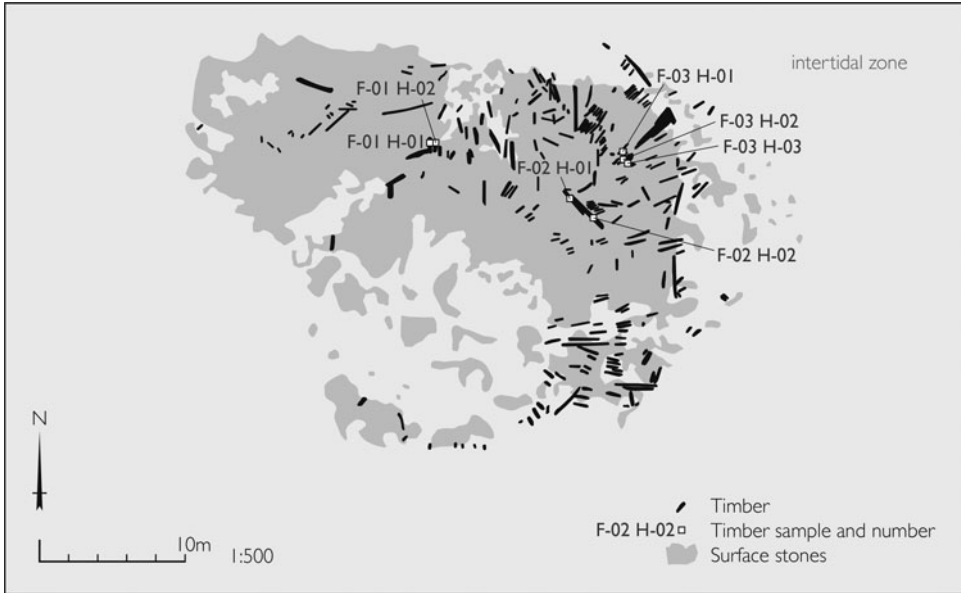 intertidal zone
F-03 H-01
F-01 H-02
F-03 H-02
F-01 H-01
F-03 H-03
F-02 H-01
F-02 H-02
N
10m 1:500
Timber
F-02 H-02 Timber sample and number
Surface stones